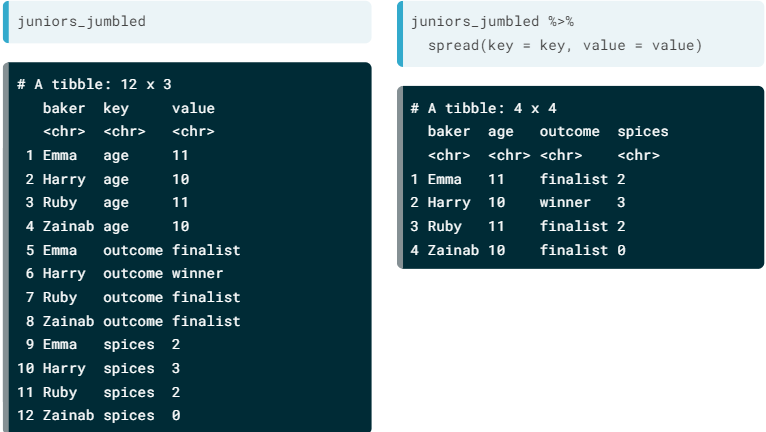 juniors_jumbled
# A tibble: 12 x 3
baker key value
<chr> <chr> <chr>
1 Emma age 11
2 Harry age 10
3 Ruby age 11
4 Zainab age 10
5 Emma outcome finalist
6 Harry outcome winner
7 Ruby outcome finalist
8 Zainab outcome finalist
9 Emma spices 2
10 Harry spices 3
11 Ruby spices 2
12 Zainab spices 0
juniors_jumbled %>%
spread(key = key, value = value)
# A tibble: 4 x 4
baker age outcome spices
<chr> <chr> <chr> <chr>
1 Emma 11 finalist 2
2 Harry 10 winner 3
3 Ruby 11 finalist 2
4 Zainab 10 finalist 0